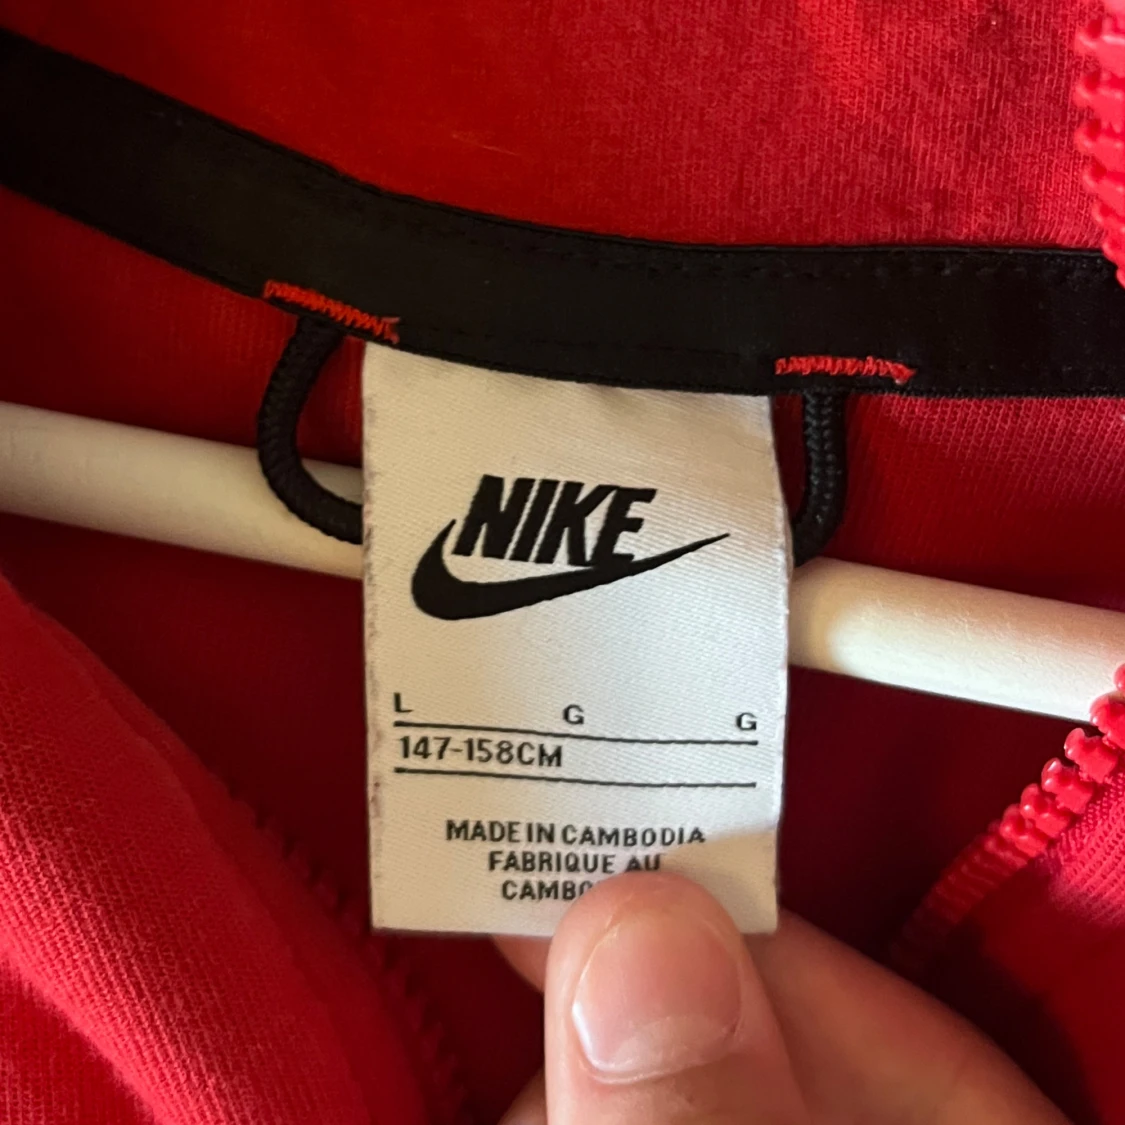 NIKE
L G G
147-158CM
MADE IN CAMBODIA
FABRIQUE AU